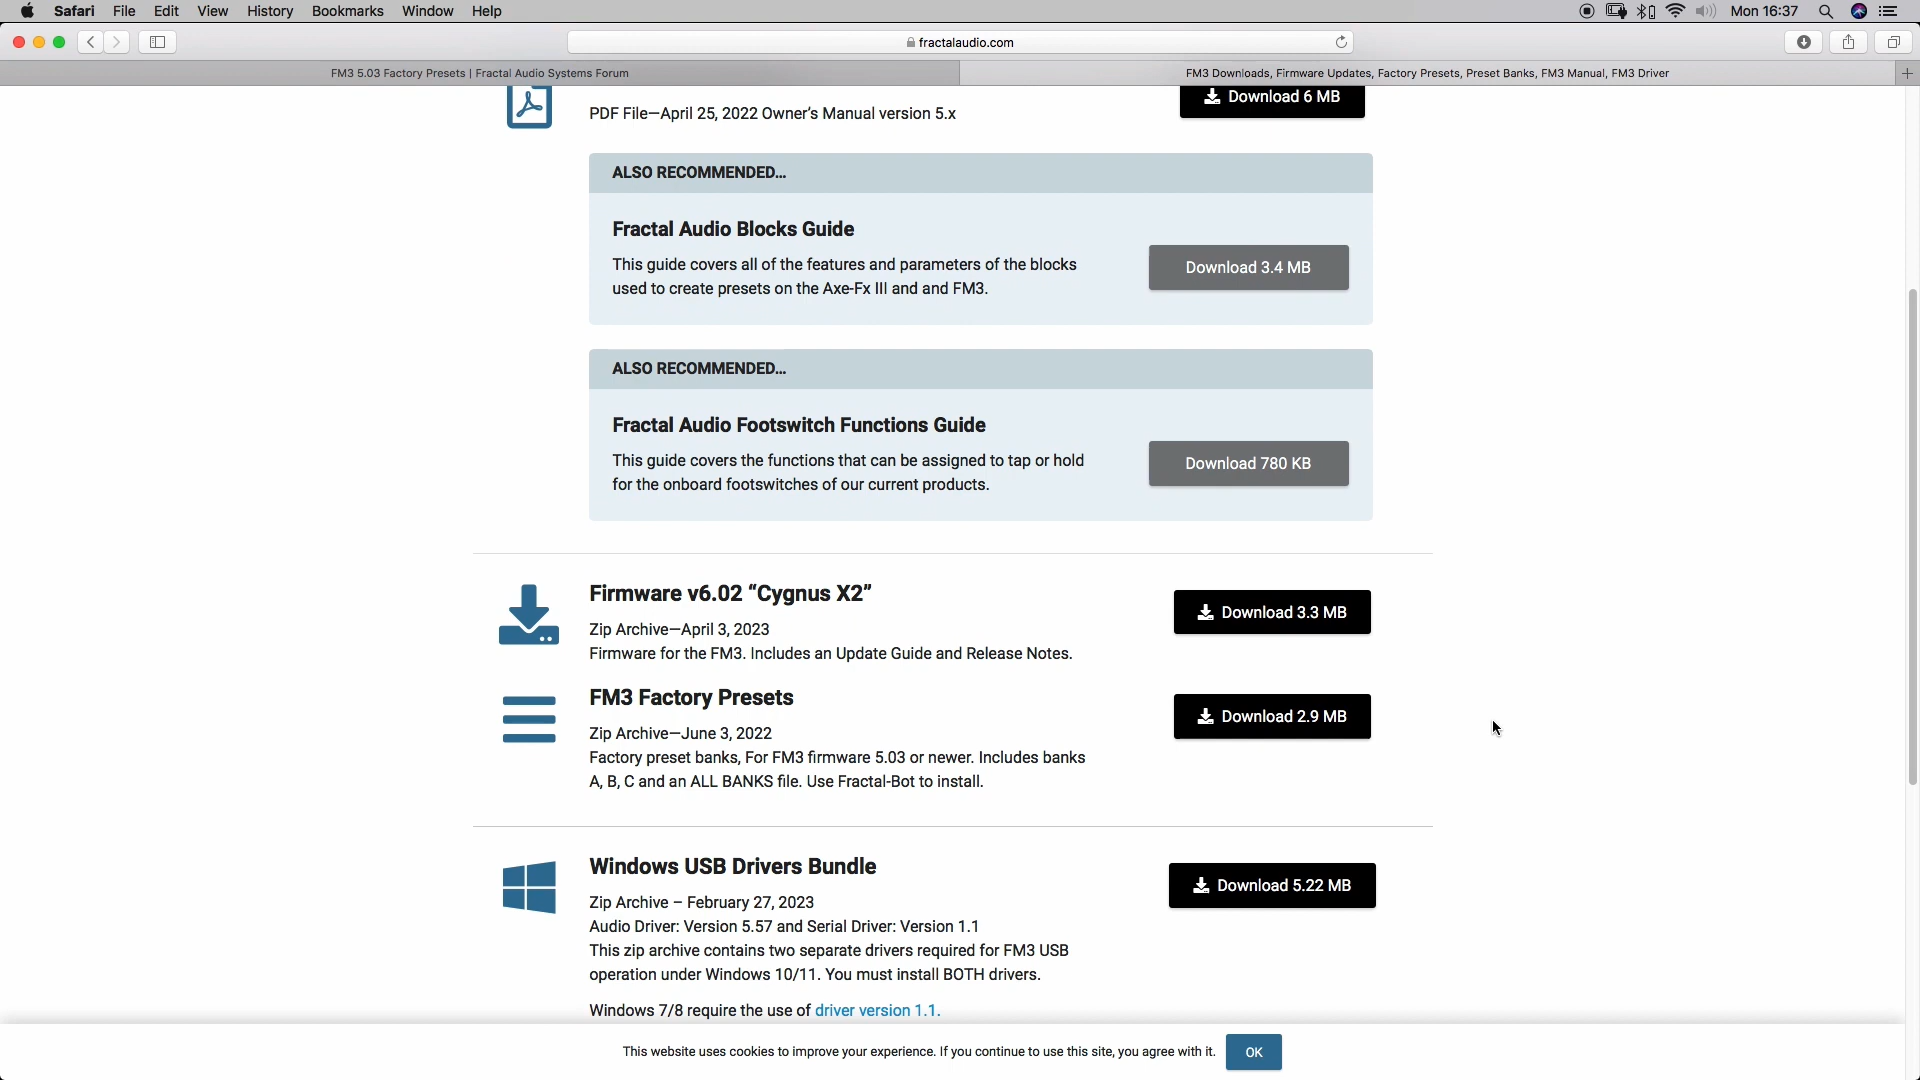 Safari File Edit View History Bookmarks Window Help Mon 16:37
fractalaudio.com
FM3 5.03 Factory Presets | Fractal Audio Systems Forum
FM3 Downloads, Firmware Updates, Factory Presets, Preset Banks, FM3 Manual, FM3 Driver
PDF File—April 25, 2022 Owner’s Manual version 5.x
Download 6 MB
ALSO RECOMMENDED...
Fractal Audio Blocks Guide
This guide covers all of the features and parameters of the blocks
used to create presets on the Axe-Fx III and and FM3.
Download 3.4 MB
ALSO RECOMMENDED...
Fractal Audio Footswitch Functions Guide
This guide covers the functions that can be assigned to tap or hold
for the onboard footswitches of our current products.
Download 780 KB
Firmware v6.02 “Cygnus X2”
Zip Archive—April 3, 2023
Firmware for the FM3. Includes an Update Guide and Release Notes.
Download 3.3 MB
FM3 Factory Presets
Zip Archive—June 3, 2022
Factory preset banks, For FM3 firmware 5.03 or newer. Includes banks
A, B, C and an ALL BANKS file. Use Fractal-Bot to install.
Download 2.9 MB
Windows USB Drivers Bundle
Zip Archive – February 27, 2023
Audio Driver: Version 5.57 and Serial Driver: Version 1.1
This zip archive contains two separate drivers required for FM3 USB
operation under Windows 10/11. You must install BOTH drivers.
Windows 7/8 require the use of driver version 1.1.
Download 5.22 MB
This website uses cookies to improve your experience. If you continue to use this site, you agree with it.
OK